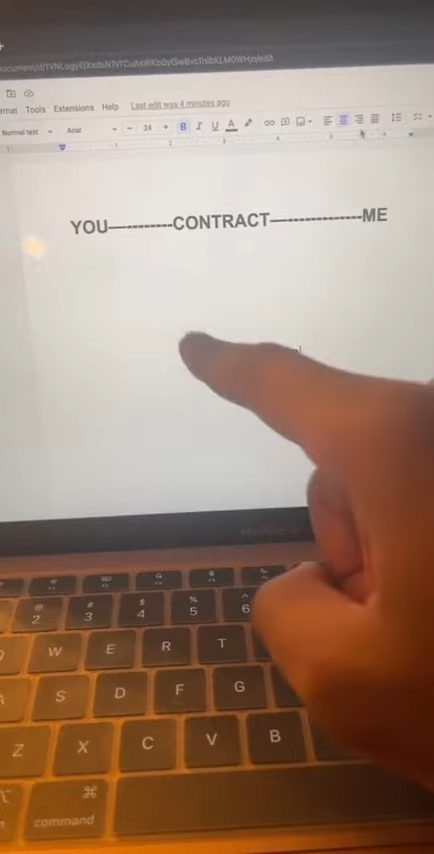 Tools Extensions Help Last edit was 4 minutes ago
Normal text Arial 24 B I U A
YOU----------CONTRACT---------------ME
2 3 4 5 6
W E R T
S D F G
Z X C V B
command